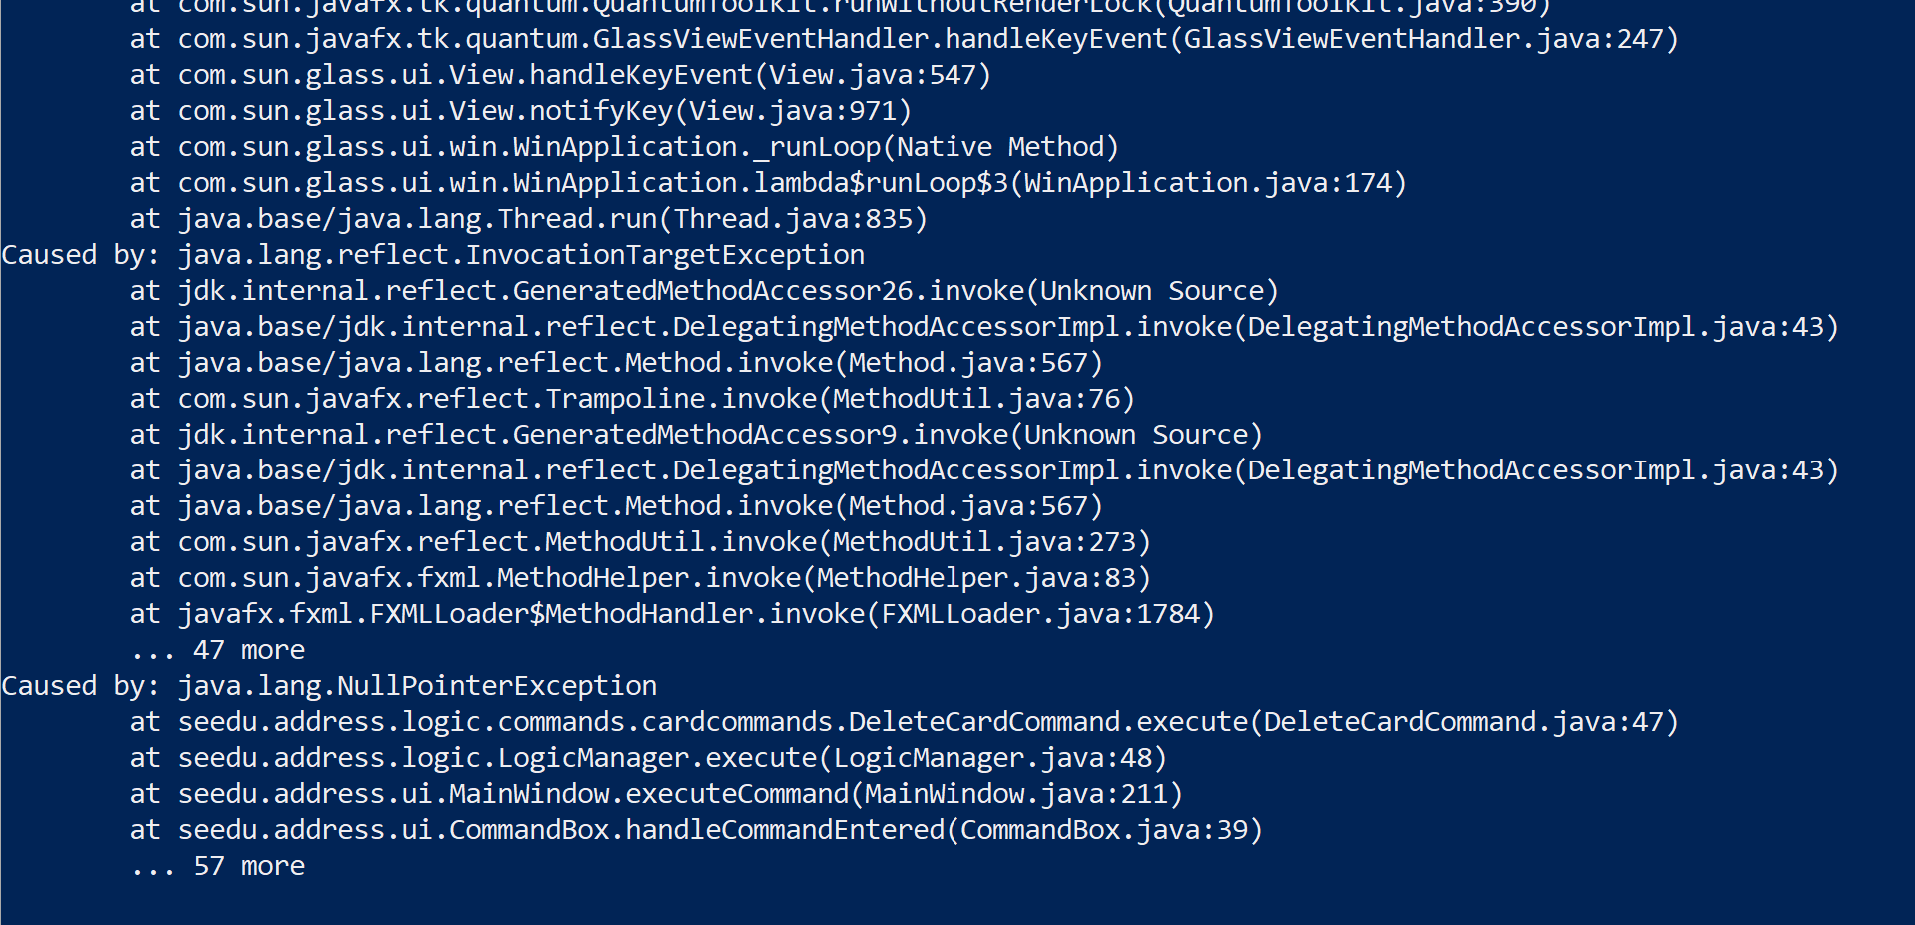 at com.sun.javafx.tk.quantum.QuantumToolkit.runWithoutRenderLock(QuantumToolkit.java:390)
at com.sun.javafx.tk.quantum.GlassViewEventHandler.handleKeyEvent(GlassViewEventHandler.java:247)
at com.sun.glass.ui.View.handleKeyEvent(View.java:547)
at com.sun.glass.ui.View.notifyKey(View.java:971)
at com.sun.glass.ui.win.WinApplication._runLoop(Native Method)
at com.sun.glass.ui.win.WinApplication.lambda$runLoop$3(WinApplication.java:174)
at java.base/java.lang.Thread.run(Thread.java:835)
Caused by: java.lang.reflect.InvocationTargetException
at jdk.internal.reflect.GeneratedMethodAccessor26.invoke(Unknown Source)
at java.base/jdk.internal.reflect.DelegatingMethodAccessorImpl.invoke(DelegatingMethodAccessorImpl.java:43)
at java.base/java.lang.reflect.Method.invoke(Method.java:567)
at com.sun.javafx.reflect.Trampoline.invoke(MethodUtil.java:76)
at jdk.internal.reflect.GeneratedMethodAccessor9.invoke(Unknown Source)
at java.base/jdk.internal.reflect.DelegatingMethodAccessorImpl.invoke(DelegatingMethodAccessorImpl.java:43)
at java.base/java.lang.reflect.Method.invoke(Method.java:567)
at com.sun.javafx.reflect.MethodUtil.invoke(MethodUtil.java:273)
at com.sun.javafx.fxml.MethodHelper.invoke(MethodHelper.java:83)
at javafx.fxml.FXMLLoader$MethodHandler.invoke(FXMLLoader.java:1784)
... 47 more
Caused by: java.lang.NullPointerException
at seedu.address.logic.commands.cardcommands.DeleteCardCommand.execute(DeleteCardCommand.java:47)
at seedu.address.logic.LogicManager.execute(LogicManager.java:48)
at seedu.address.ui.MainWindow.executeCommand(MainWindow.java:211)
at seedu.address.ui.CommandBox.handleCommandEntered(CommandBox.java:39)
... 57 more